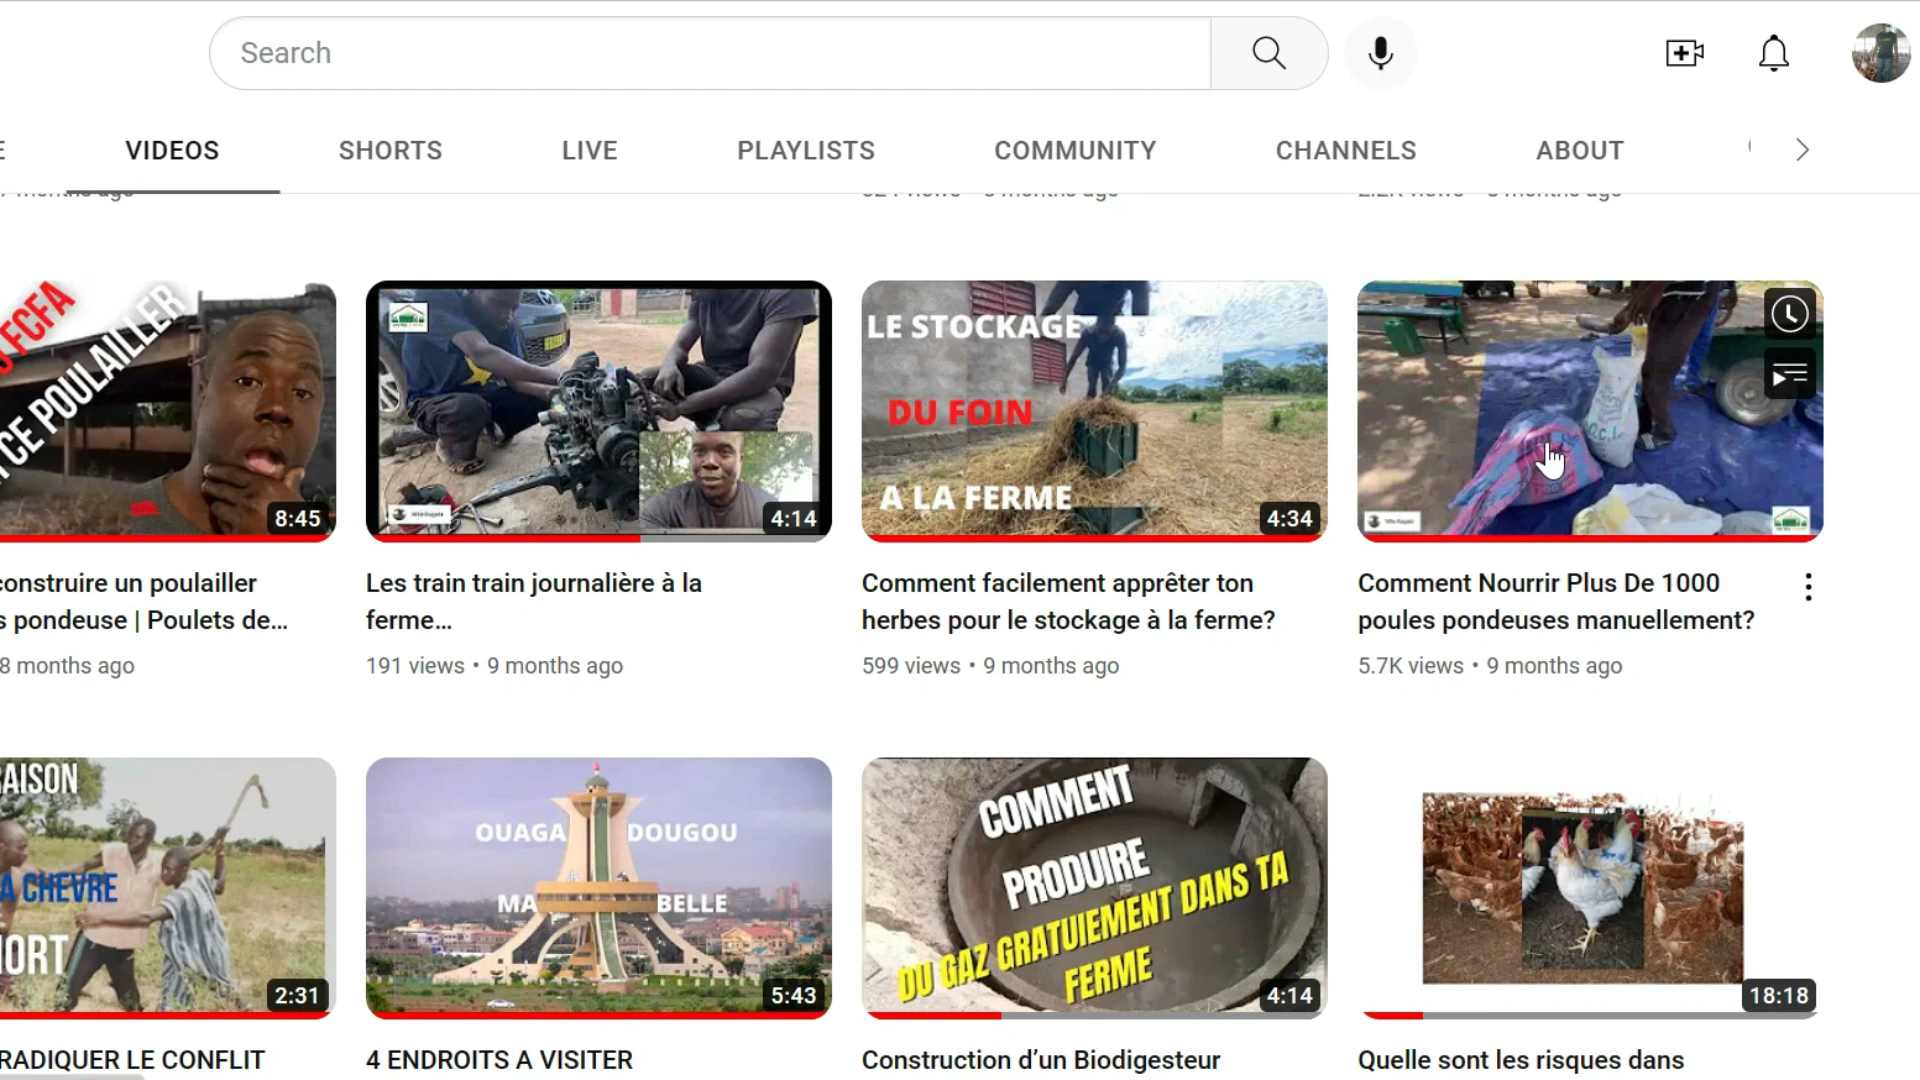 Search
VIDEOS
SHORTS
LIVE
PLAYLISTS
COMMUNITY
CHANNELS
ABOUT
FCFA
CE POULAILLER
8:45
4:14
LE STOCKAGE
DU FOIN
A LA FERME
4:34
construire un poulailler
s pondeuse | Poulets de...
8 months ago
Les train train journalière à la
ferme...
191 views • 9 months ago
Comment facilement apprêter ton
herbes pour le stockage à la ferme?
599 views • 9 months ago
Comment Nourrir Plus De 1000
poules pondeuses manuellement?
5.7K views • 9 months ago
AISON
A CHEVRE
ORT
2:31
OUAGA DOUGOU
MA BELLE
5:43
COMMENT
PRODUIRE
DU GAZ GRATUIEMENT DANS TA
FERME
4:14
18:18
RADIQUER LE CONFLIT
4 ENDROITS A VISITER
Construction d’un Biodigesteur
Quelle sont les risques dans